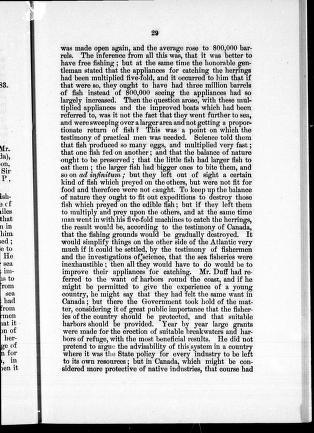 29
was made open again, and the average rose to 800,000 bar-
rels. The inference from all this was, that it was better to
have free fishing ; but at the same time the honorable gen-
tleman stated that the appliances for catching the herrings
had been multiplied five-fold, and it occurred to him that if
that were so, they ought to have had three million barrels
of fish instead of 800,000 seeing the appliances had so
largely increased. Then the question arose, with these mul-
tiplied appliances and the improved boats which had been
referred to, was it not the fact that they went further to sea,
and were sweeping over a larger area and not getting a propor-
tionate return of fish? This was a point on which the
testimony of practical men was needed. Science told them
that fish produced so many eggs, and multiplied very fast ;
that one fish fed on another ; and that the balance of nature
ought to be preserved ; that the little fish had larger fish to
eat them ; the larger fish had bigger ones to bite them, and
so on ad infinitum ; but they left out of sight a certain
kind of fish which preyed on the others, but were not fit for
food and therefore were not caught. To keep up the balance
of nature they ought to fit out expeditions to destroy those
fish which preyed on the edible fish ; but if they left them
to multiply and prey upon the others, and at the same time
man went in with his five-fold machines to catch the herrings,
the result would be, according to the testimony of Canada,
that the fishing grounds would be gradually destroyed. It
would simplify things on the other side of the Atlantic very
much if it could be settled, by the testimony of fishermen
and the investigations of science, that the sea fisheries were
inexhaustible ; then all they would have to do would be to
improve their appliances for catching. Mr. Duff had re-
ferred to the want of harbors round the coast, and if he
might be permitted to give the experience of a young
country, he might say that they had felt the same want in
Canada ; but there the Government took hold of the mat-
ter, considering it of great public importance that the fisher-
ies of the country should be protected, and that suitable
harbors should be provided. Year by year large grants
were made for the erection of suitable breakwaters and har-
bors of refuge, with the most beneficial results. He did not
pretend to argue the advisability of this system in a country
where it was the State policy for every industry to be left
to its own resources ; but in Canada, which might be con-
sidered more protective of native industries, that course had